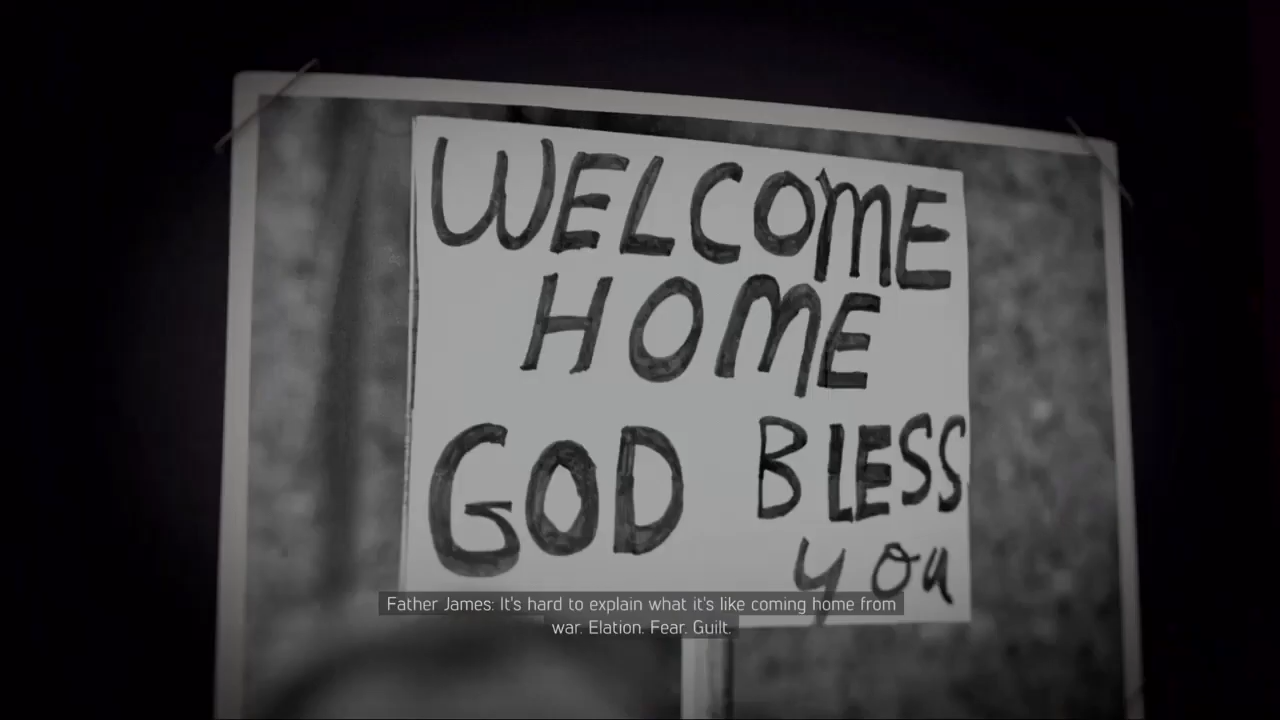 WELCOME
HOME
GOD BLESS
you
Father James: It's hard to explain what it's like coming home from
war. Elation. Fear. Guilt.